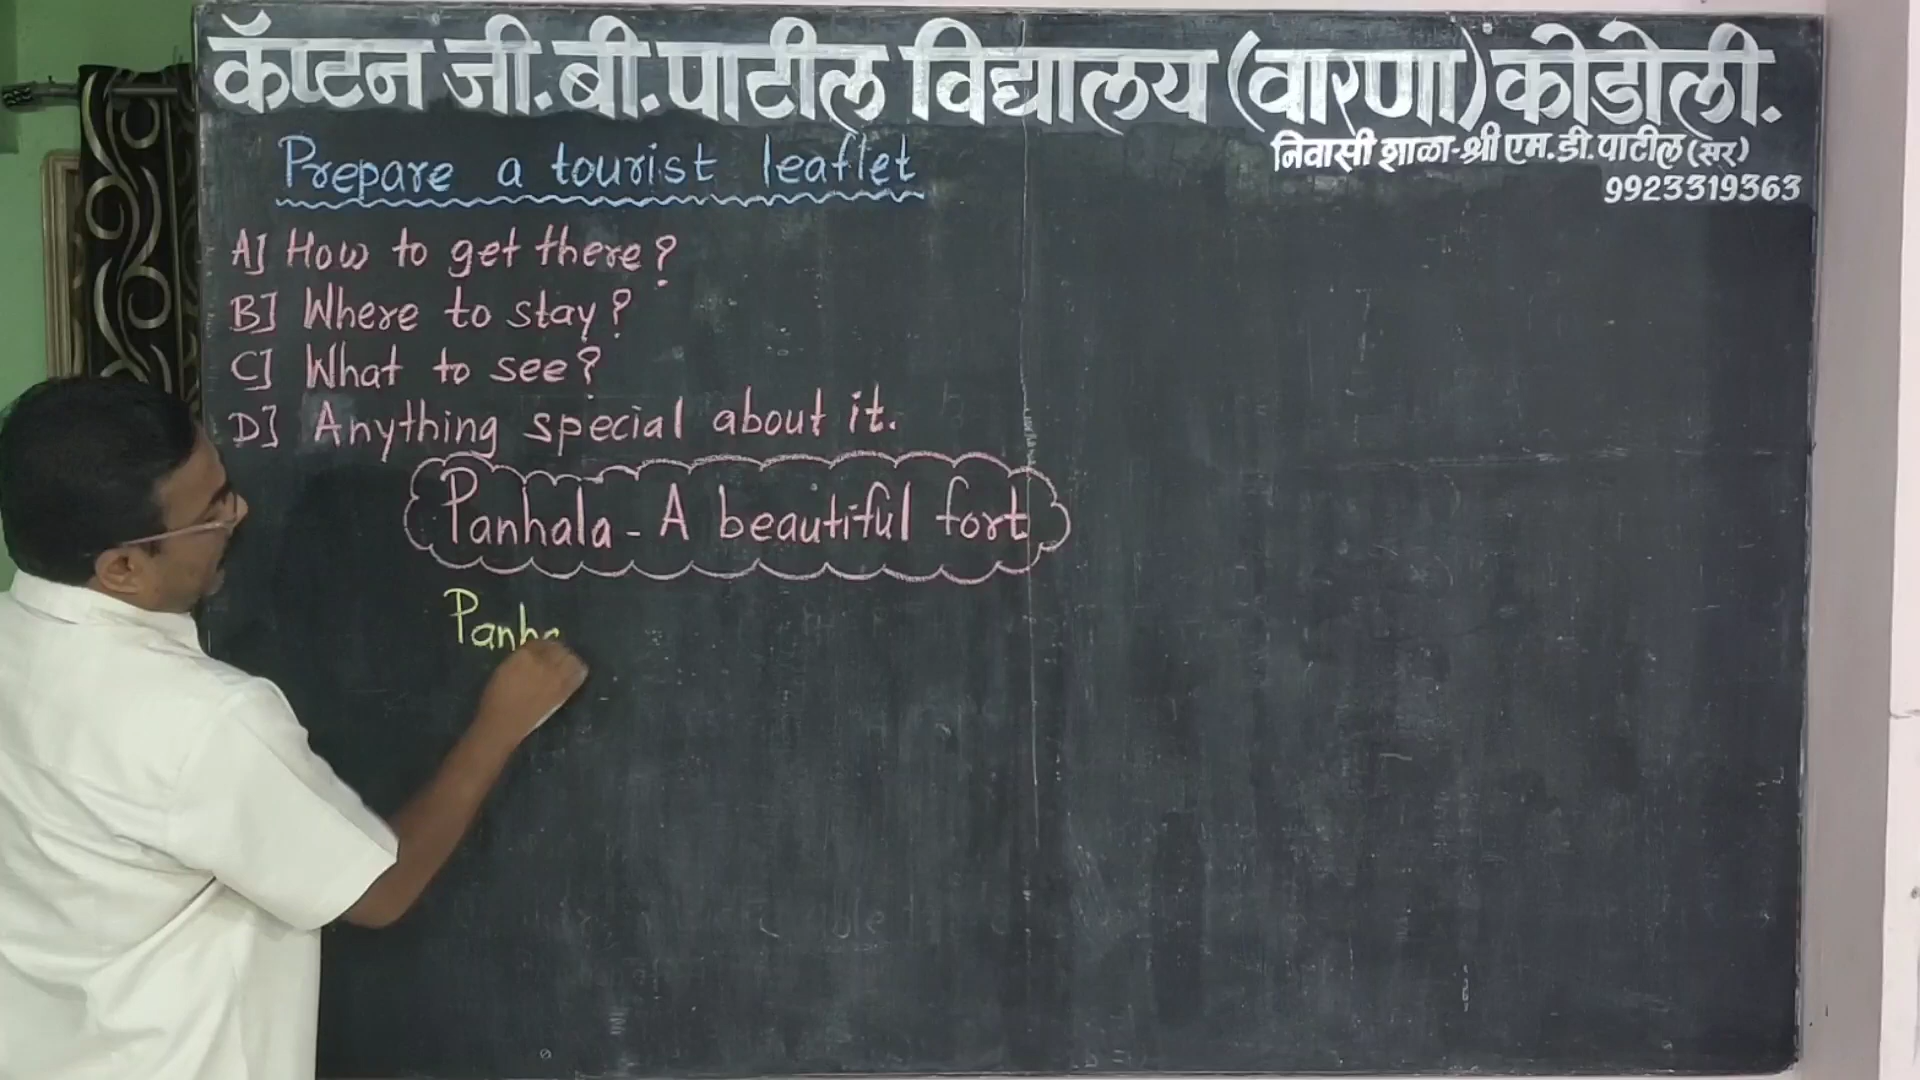 कॅप्टन जी.बी.पाटील विद्यालय (वारणा) कोडोली.
निवासी शाळा-श्री एम.डी.पाटील (सर)
9923319363
Prepare a tourist leaflet
A] How to get there?
B] Where to stay?
C] What to see?
D] Anything special about it.
Panhala - A beautiful fort
Panha